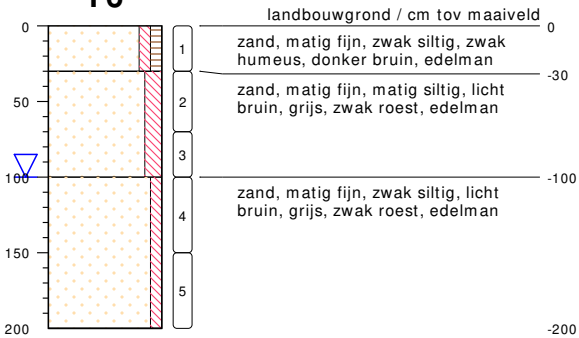 landbouwgrond / cm tov maaiveld
0
0
zand, matig fijn, zwak siltig, zwak
humeus, donker bruin, edelman
1
-30
zand, matig fijn, matig siltig, licht
bruin, grijs, zwak roest, edelman
50
2
3
100
-100
zand, matig fijn, zwak siltig, licht
bruin, grijs, zwak roest, edelman
4
150
5
200
-200